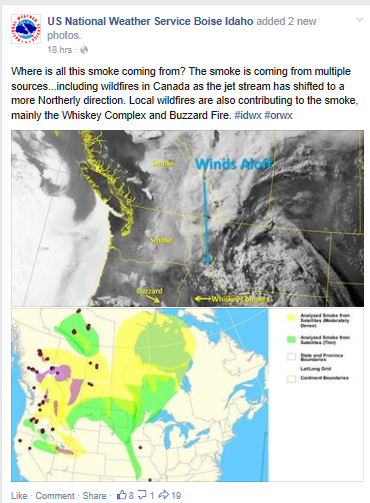 US National Weather Service Boise Idaho added 2 new
photos.
18 hrs ·
Where is all this smoke coming from? The smoke is coming from multiple
sources...including wildfires in Canada as the jet stream has shifted to a
more Northerly direction. Local wildfires are also contributing to the smoke,
mainly the Whiskey Complex and Buzzard Fire. #idwx #orwx
Smoke
Winds Aloft
Smoke
Buzzard
Whiskey Complex
Analyzed Smoke from
Satellites (Moderately
Dense)
Analyzed Smoke from
Satellites (Thin)
State and Province
Boundaries
Lat/Long Grid
Continent Boundaries
Like · Comment · Share · 8 1 19